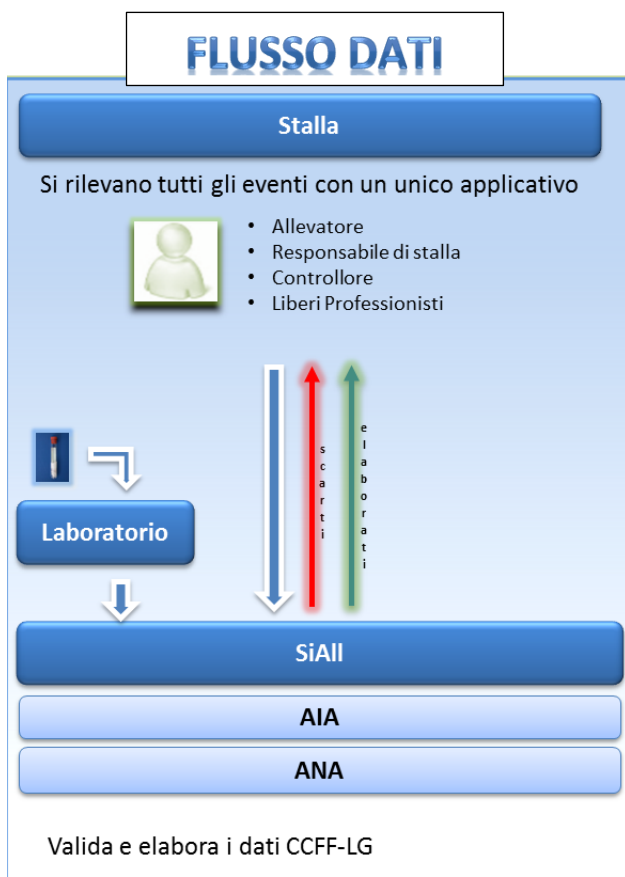 FLUSSO DATI
Stalla
Si rilevano tutti gli eventi con un unico applicativo
• Allevatore
• Responsabile di stalla
• Controllore
• Liberi Professionisti
scarti
elaborati
Laboratorio
SiAll
AIA
ANA
Valida e elabora i dati CCFF-LG